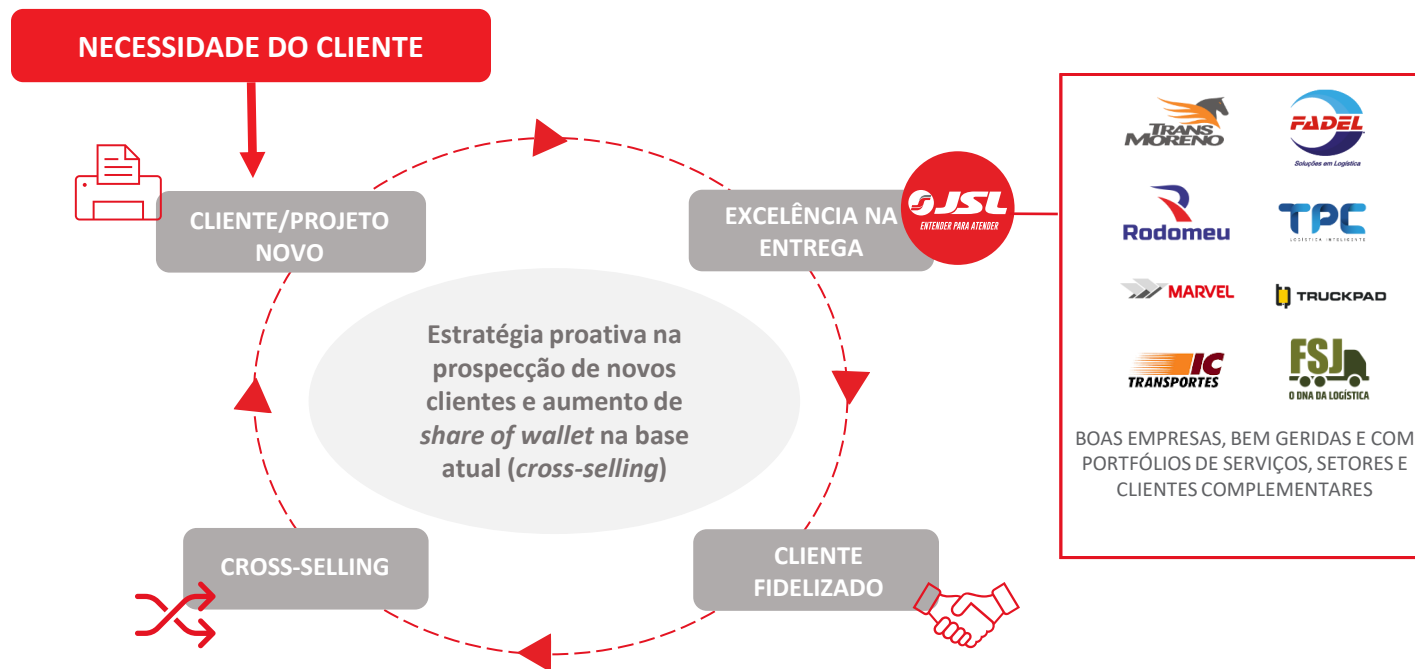 NECESSIDADE DO CLIENTE
CLIENTE/PROJETO
NOVO
EXCELÊNCIA NA
ENTREGA
JSL
ENTENDER PARA ATENDER
Estratégia proativa na
prospecção de novos
clientes e aumento de
share of wallet na base
atual (cross-selling)
CROSS-SELLING
CLIENTE
FIDELIZADO
TRANS
MORENO
FADEL
Soluções em Logística
Rodomeu
TPC
LOGÍSTICA INTELIGENTE
MARVEL
TRUCKPAD
IC
TRANSPORTES
FSJ
O DNA DA LOGÍSTICA
BOAS EMPRESAS, BEM GERIDAS E COM
PORTFÓLIOS DE SERVIÇOS, SETORES E
CLIENTES COMPLEMENTARES